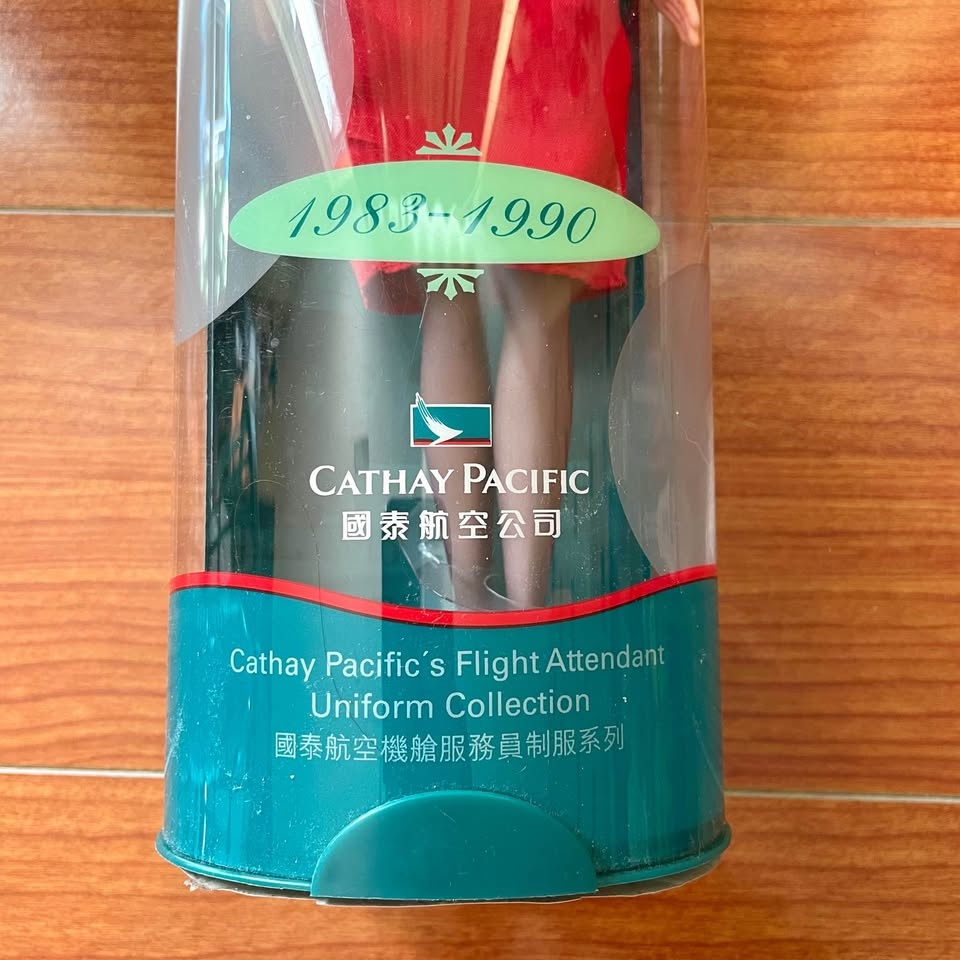 1983-1990
CATHAY PACIFIC
國泰航空公司
Cathay Pacific´s Flight Attendant
Uniform Collection
國泰航空機艙服務員制服系列